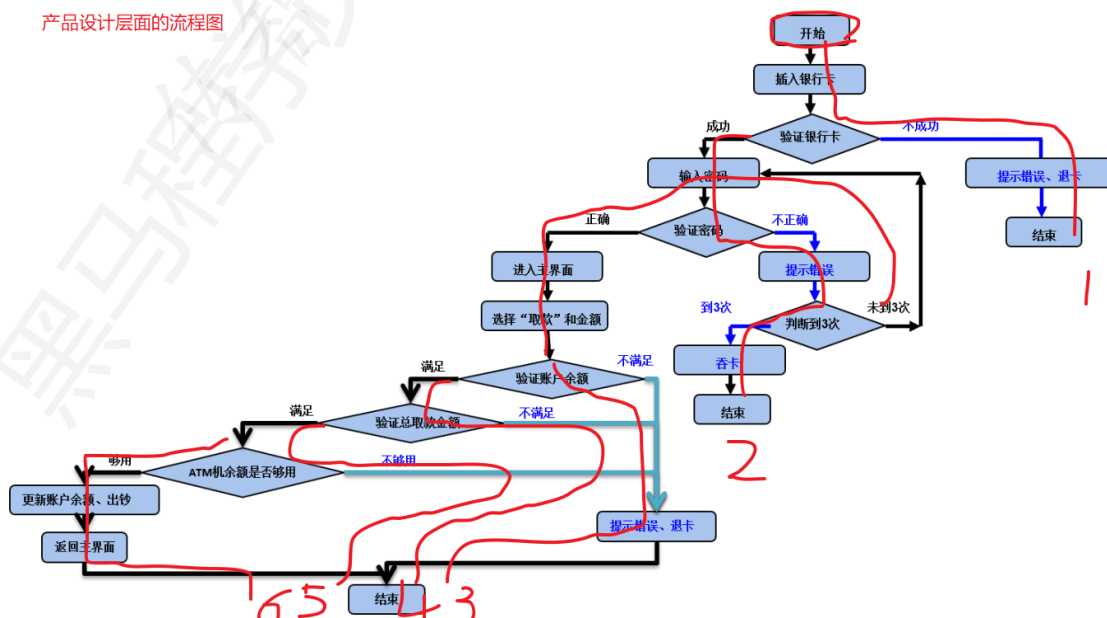 产品设计层面的流程图
开始
插入银行卡
验证银行卡
成功
不成功
输入密码
提示错误、退卡
结束
1
验证密码
正确
不正确
进入主界面
提示错误
选择“取款”和金额
判断到3次
到3次
未到3次
吞卡
结束
2
验证账户余额
满足
不满足
验证总取款金额
满足
不满足
ATM机余额是否够用
够用
不够用
更新账户余额、出钞
提示错误、退卡
返回主界面
结束
6 5 4 3
黑马程序